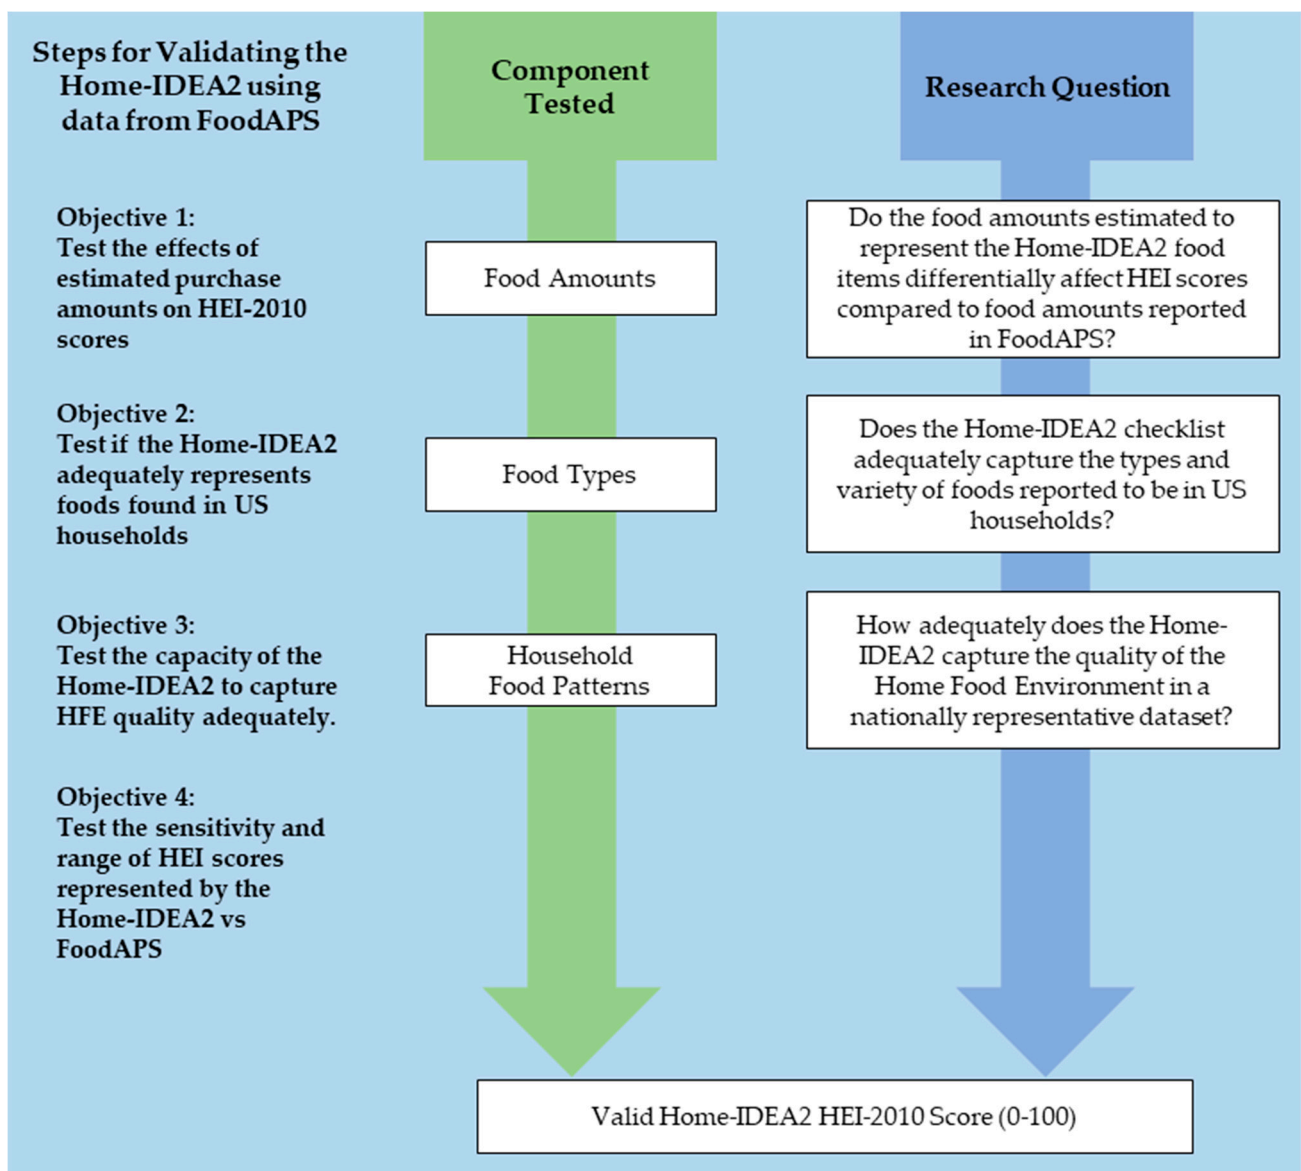 Steps for Validating the
Home-IDEA2 using
data from FoodAPS
Component
Tested
Research Question
Objective 1:
Test the effects of
estimated purchase
amounts on HEI-2010
scores
Food Amounts
Do the food amounts estimated to
represent the Home-IDEA2 food
items differentially affect HEI scores
compared to food amounts reported
in FoodAPS?
Objective 2:
Test if the Home-IDEA2
adequately represents
foods found in US
households
Food Types
Does the Home-IDEA2 checklist
adequately capture the types and
variety of foods reported to be in US
households?
Objective 3:
Test the capacity of the
Home-IDEA2 to capture
HFE quality adequately.
Household
Food Patterns
How adequately does the Home-
IDEA2 capture the quality of the
Home Food Environment in a
nationally representative dataset?
Objective 4:
Test the sensitivity and
range of HEI scores
represented by the
Home-IDEA2 vs
FoodAPS
Valid Home-IDEA2 HEI-2010 Score (0-100)